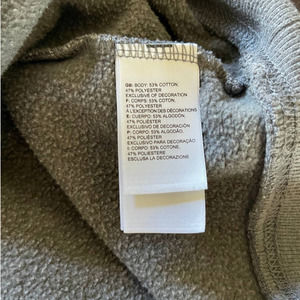 GB: BODY: 53% COTTON,
47% POLYESTER
EXCLUSIVE OF DECORATION
F: CORPS: 53% COTON,
47% POLYESTER
À L'EXCEPTION DES DÉCORATIONS
E: CUERPO: 53% ALGODÓN,
47% POLIÉSTER
EXCLUSIVO DE DECORACIÓN
P: CORPO: 53% ALGODÃO,
47% POLIÉSTER
EXCLUSIVO PARA DECORAÇÃO
I: CORPO: 53% COTONE,
47% POLIESTERE
ESCLUSA LA DECORAZIONE